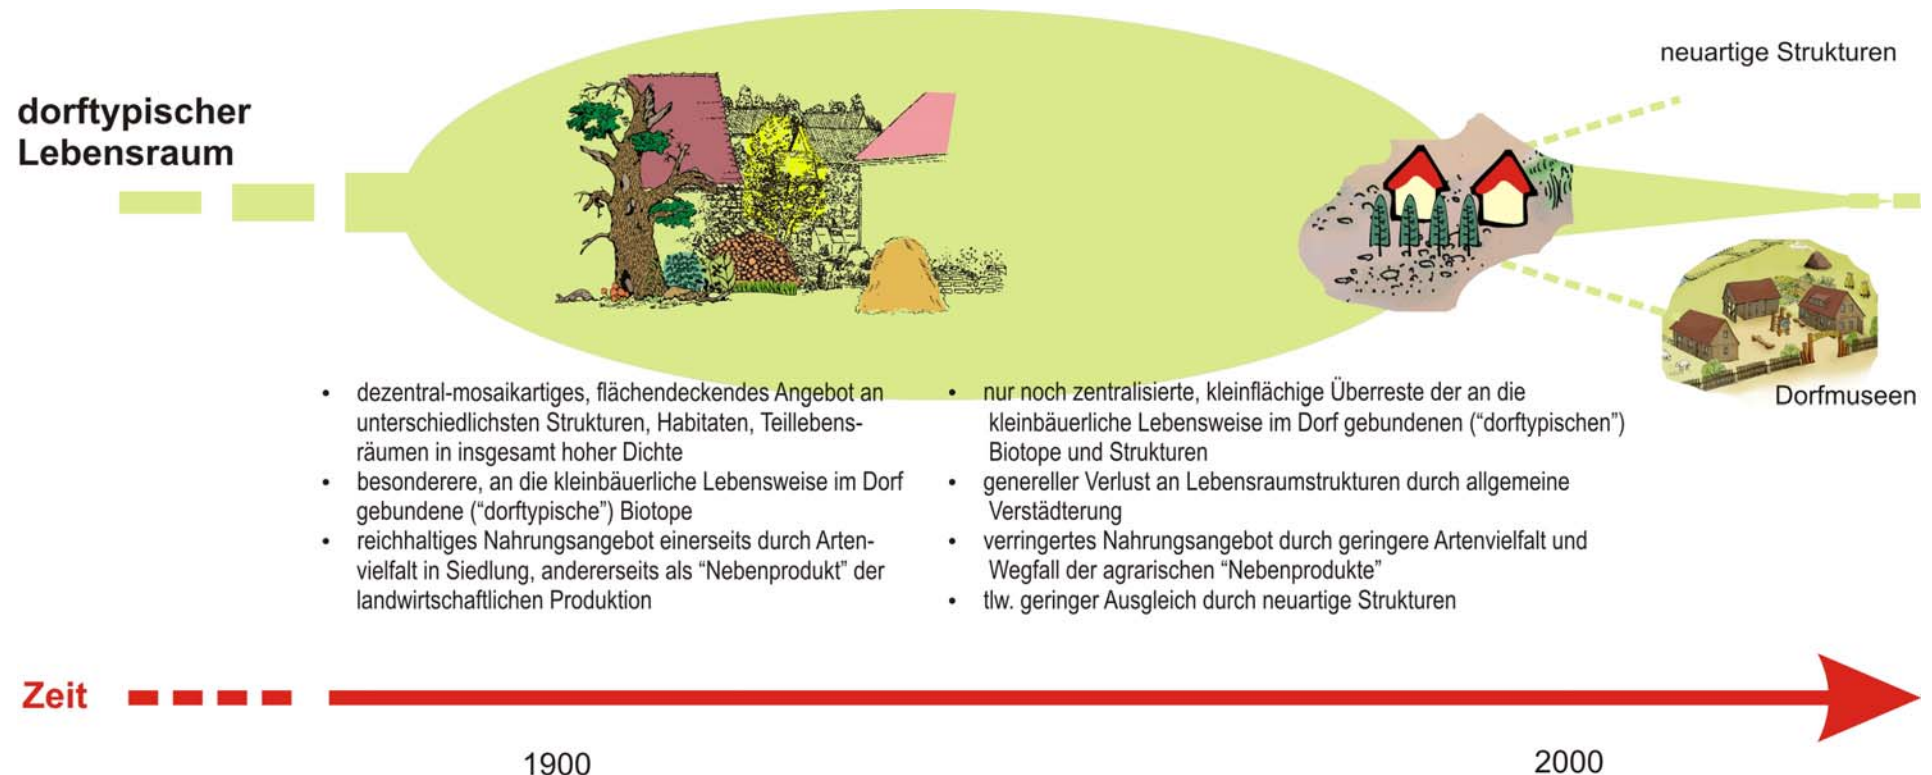 neuartige Strukturen
dorftypischer
Lebensraum
Dorfmuseen
• dezentral-mosaikartiges, flächendeckendes Angebot an
unterschiedlichsten Strukturen, Habitaten, Teillebens-
räumen in insgesamt hoher Dichte
• besonderere, an die kleinbäuerliche Lebensweise im Dorf
gebundene (“dorftypische”) Biotope
• reichhaltiges Nahrungsangebot einerseits durch Arten-
vielfalt in Siedlung, andererseits als “Nebenprodukt” der
landwirtschaftlichen Produktion
• nur noch zentralisierte, kleinflächige Überreste der an die
kleinbäuerliche Lebensweise im Dorf gebundenen (“dorftypischen”)
Biotope und Strukturen
• genereller Verlust an Lebensraumstrukturen durch allgemeine
Verstädterung
• verringertes Nahrungsangebot durch geringere Artenvielfalt und
Wegfall der agrarischen “Nebenprodukte”
• tlw. geringer Ausgleich durch neuartige Strukturen
Zeit
1900
2000